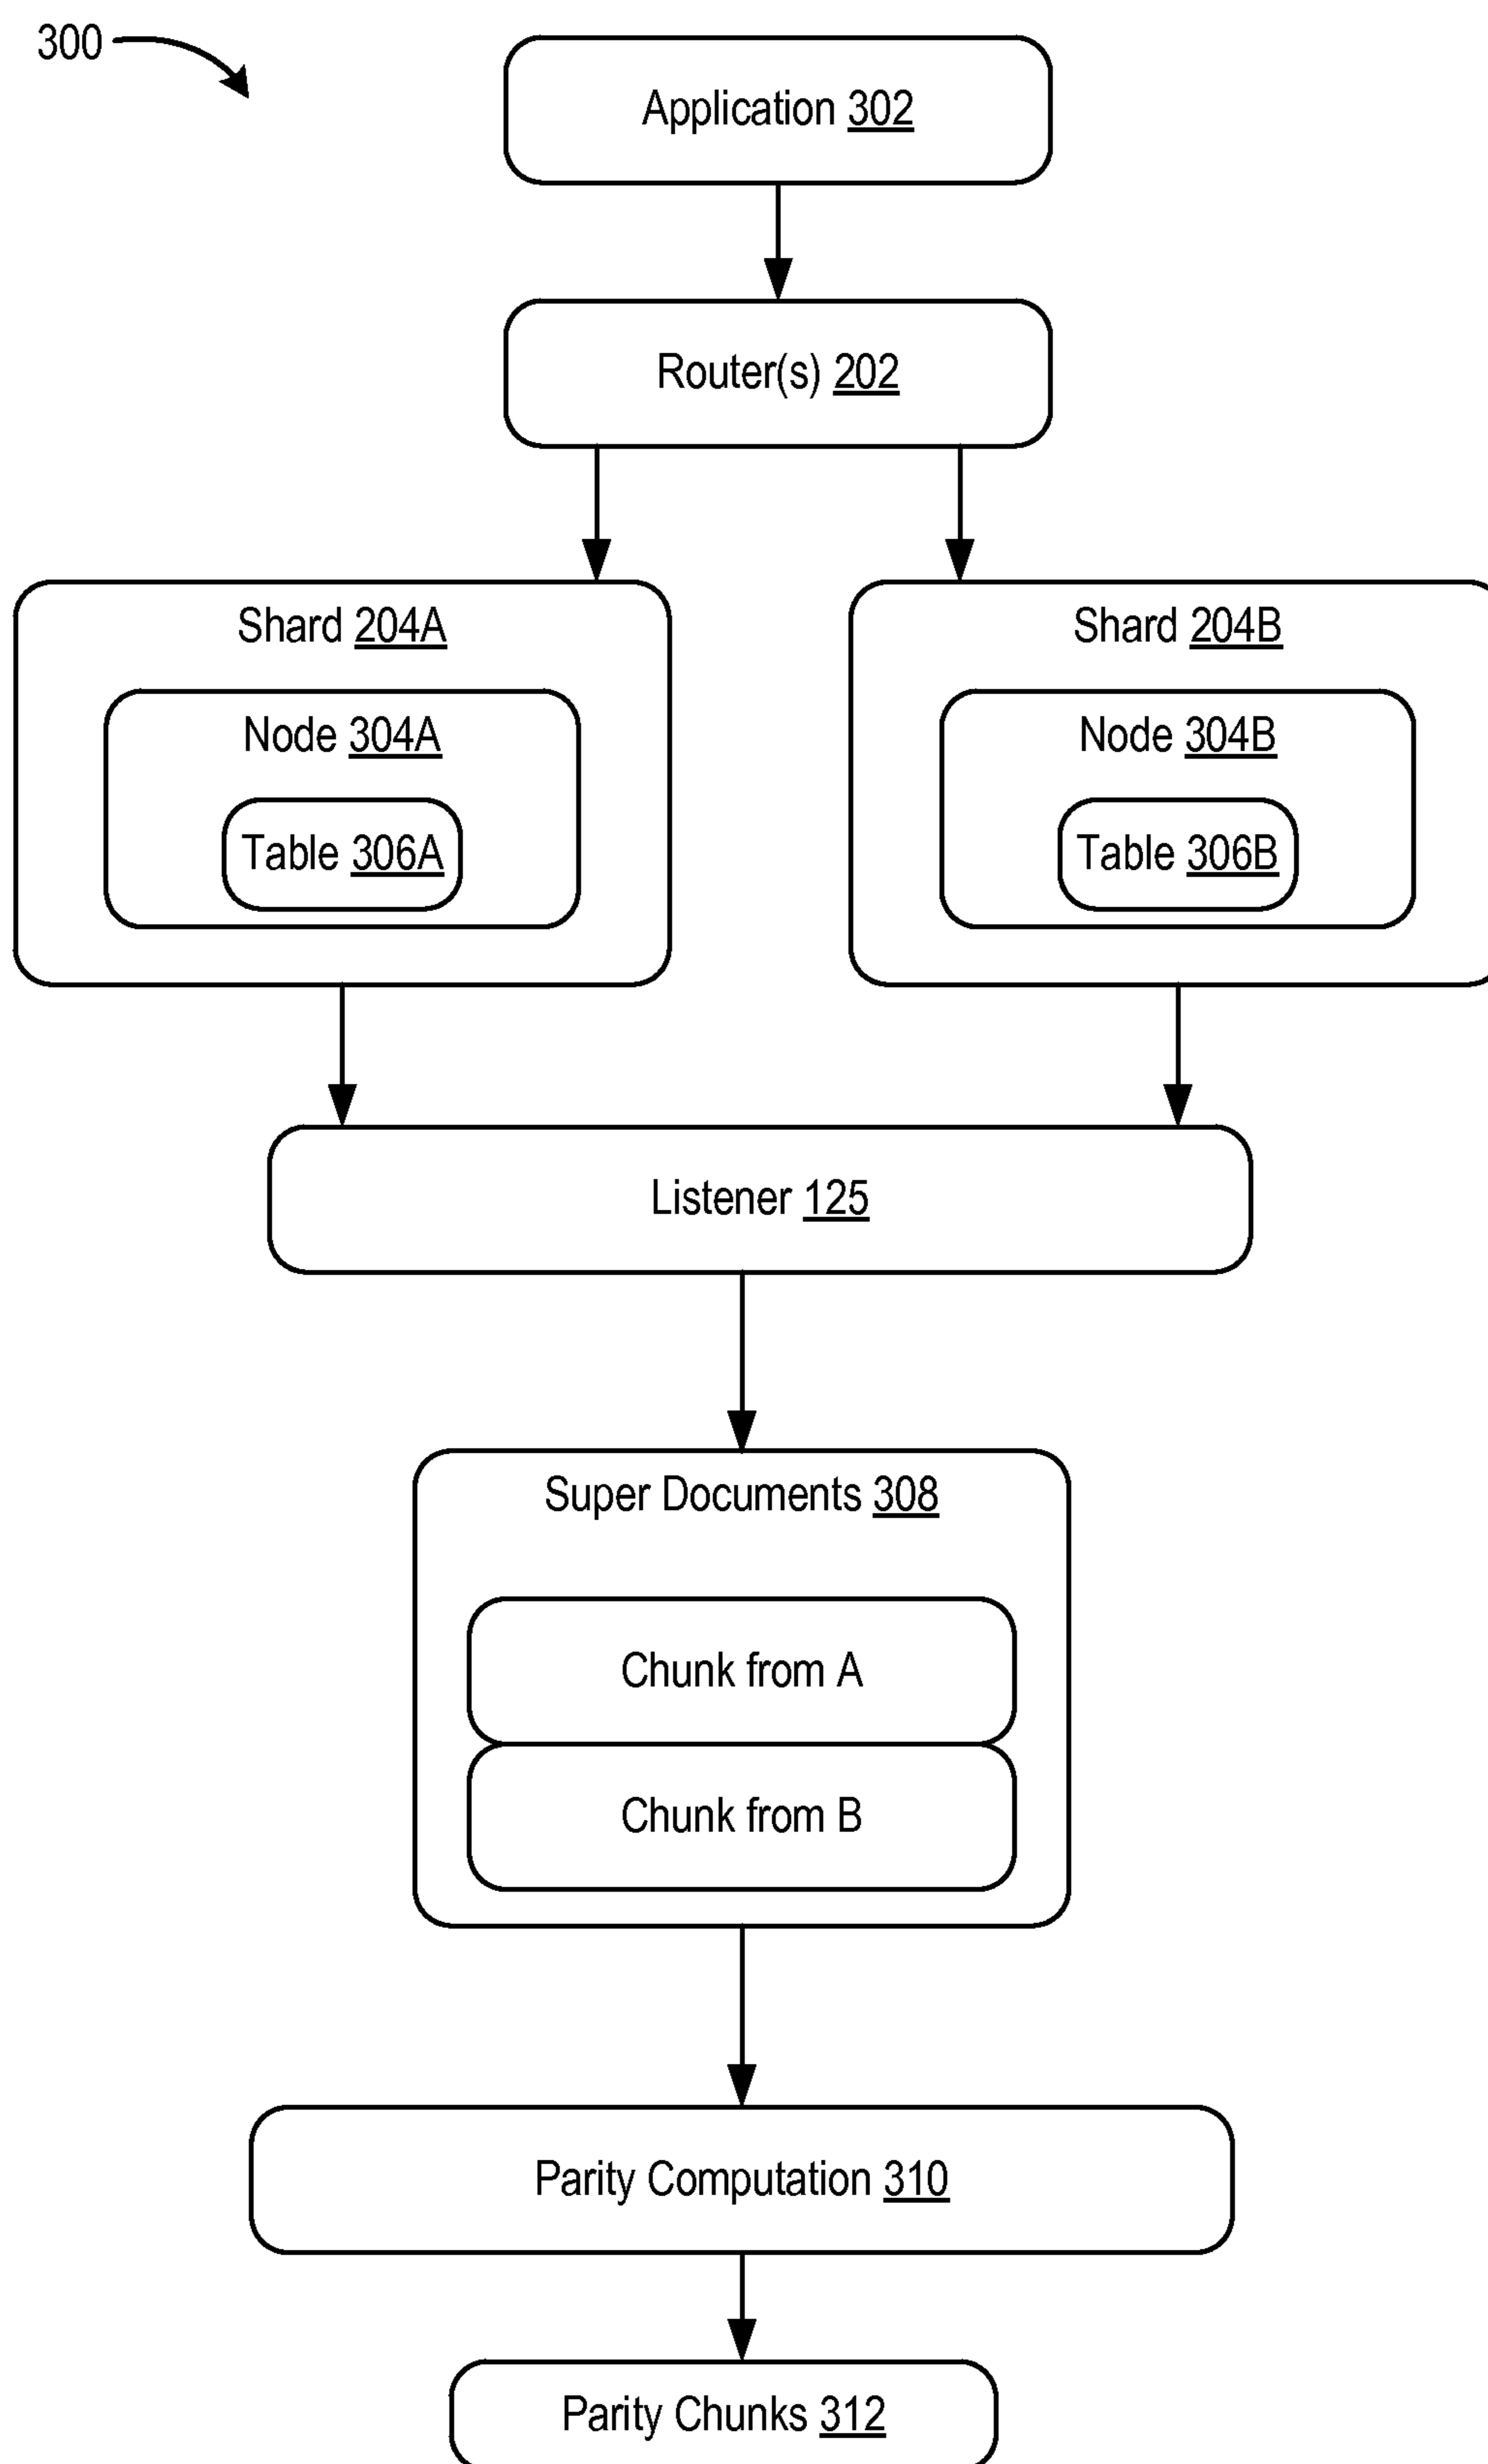 300
Application 302
Router(s) 202
Shard 204A
Shard 204B
Node 304A
Node 304B
Table 306A
Table 306B
Listener 125
Super Documents 308
Chunk from A
Chunk from B
Parity Computation 310
Parity Chunks 312